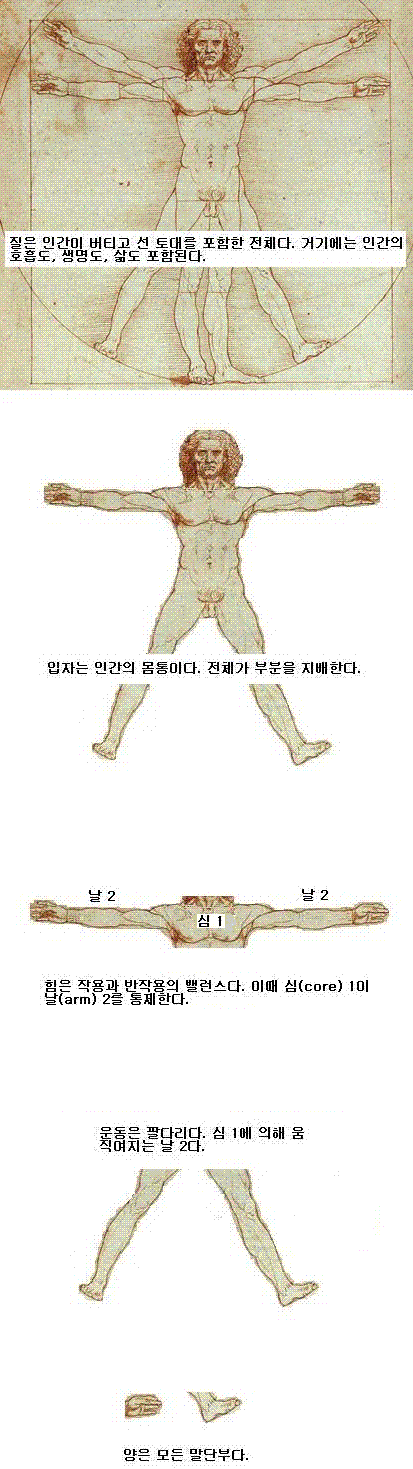 질은 인간이 버티고 선 토대를 포함한 전체다. 거기에는 인간의
호흡도, 생명도, 삶도 포함된다.
입자는 인간의 몸통이다. 전체가 부분을 지배한다.
날 2
날 2
심 1
힘은 작용과 반작용의 밸런스다. 이때 심(core) 1이
날(arm) 2를 통제한다.
운동은 팔다리다. 심 1에 의해 움
직여지는 날 2다.
양은 모든 말단부다.